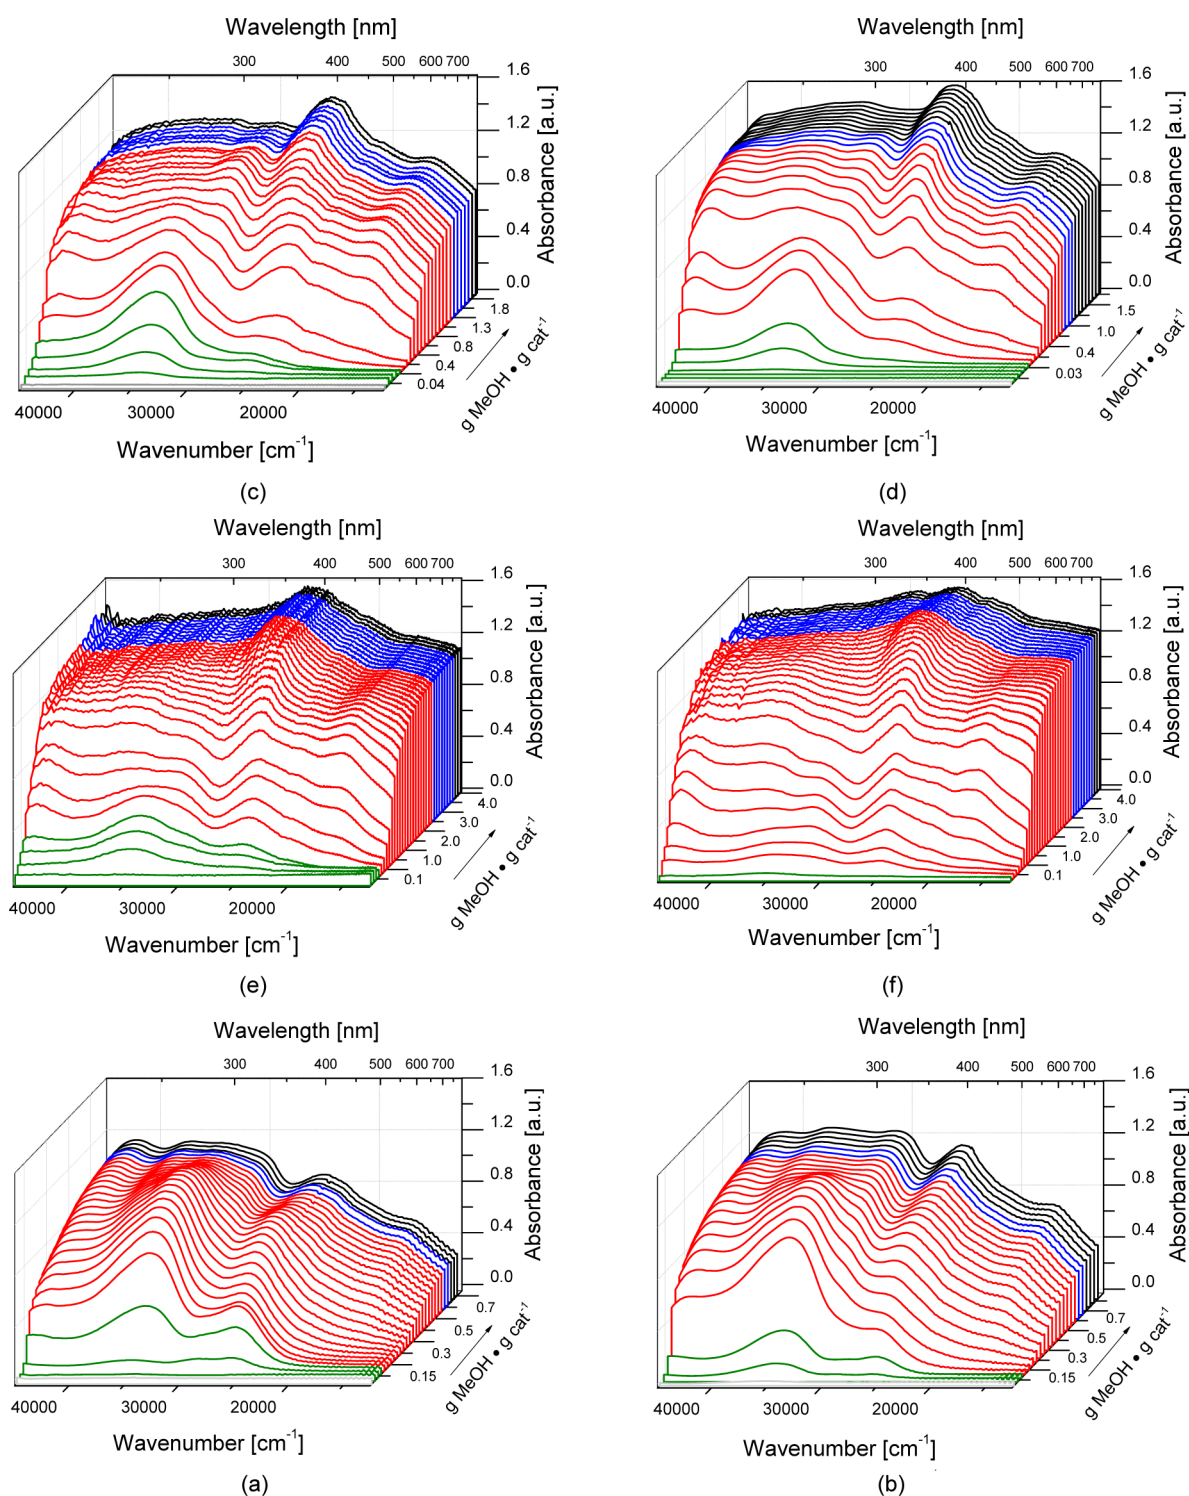 Wavelength [nm]
300 400 500 600 700
1.6
1.2
0.8
0.4
0.0
Absorbance [a.u.]
1.8
1.3
0.8
0.4
0.04
g MeOH • g cat⁻¹
40000 30000 20000
Wavenumber [cm⁻¹]
(c)
Wavelength [nm]
300 400 500 600 700
1.6
1.2
0.8
0.4
0.0
Absorbance [a.u.]
1.5
1.0
0.4
0.03
g MeOH • g cat⁻¹
40000 30000 20000
Wavenumber [cm⁻¹]
(d)
Wavelength [nm]
300 400 500 600 700
1.6
1.2
0.8
0.4
0.0
Absorbance [a.u.]
4.0
3.0
2.0
1.0
0.1
g MeOH • g cat⁻¹
40000 30000 20000
Wavenumber [cm⁻¹]
(e)
Wavelength [nm]
300 400 500 600 700
1.6
1.2
0.8
0.4
0.0
Absorbance [a.u.]
4.0
3.0
2.0
1.0
0.1
g MeOH • g cat⁻¹
40000 30000 20000
Wavenumber [cm⁻¹]
(f)
Wavelength [nm]
300 400 500 600 700
1.6
1.2
0.8
0.4
0.0
Absorbance [a.u.]
0.7
0.5
0.3
0.15
g MeOH • g cat⁻¹
40000 30000 20000
Wavenumber [cm⁻¹]
(a)
Wavelength [nm]
300 400 500 600 700
1.6
1.2
0.8
0.4
0.0
Absorbance [a.u.]
0.7
0.5
0.3
0.15
g MeOH • g cat⁻¹
40000 30000 20000
Wavenumber [cm⁻¹]
(b)